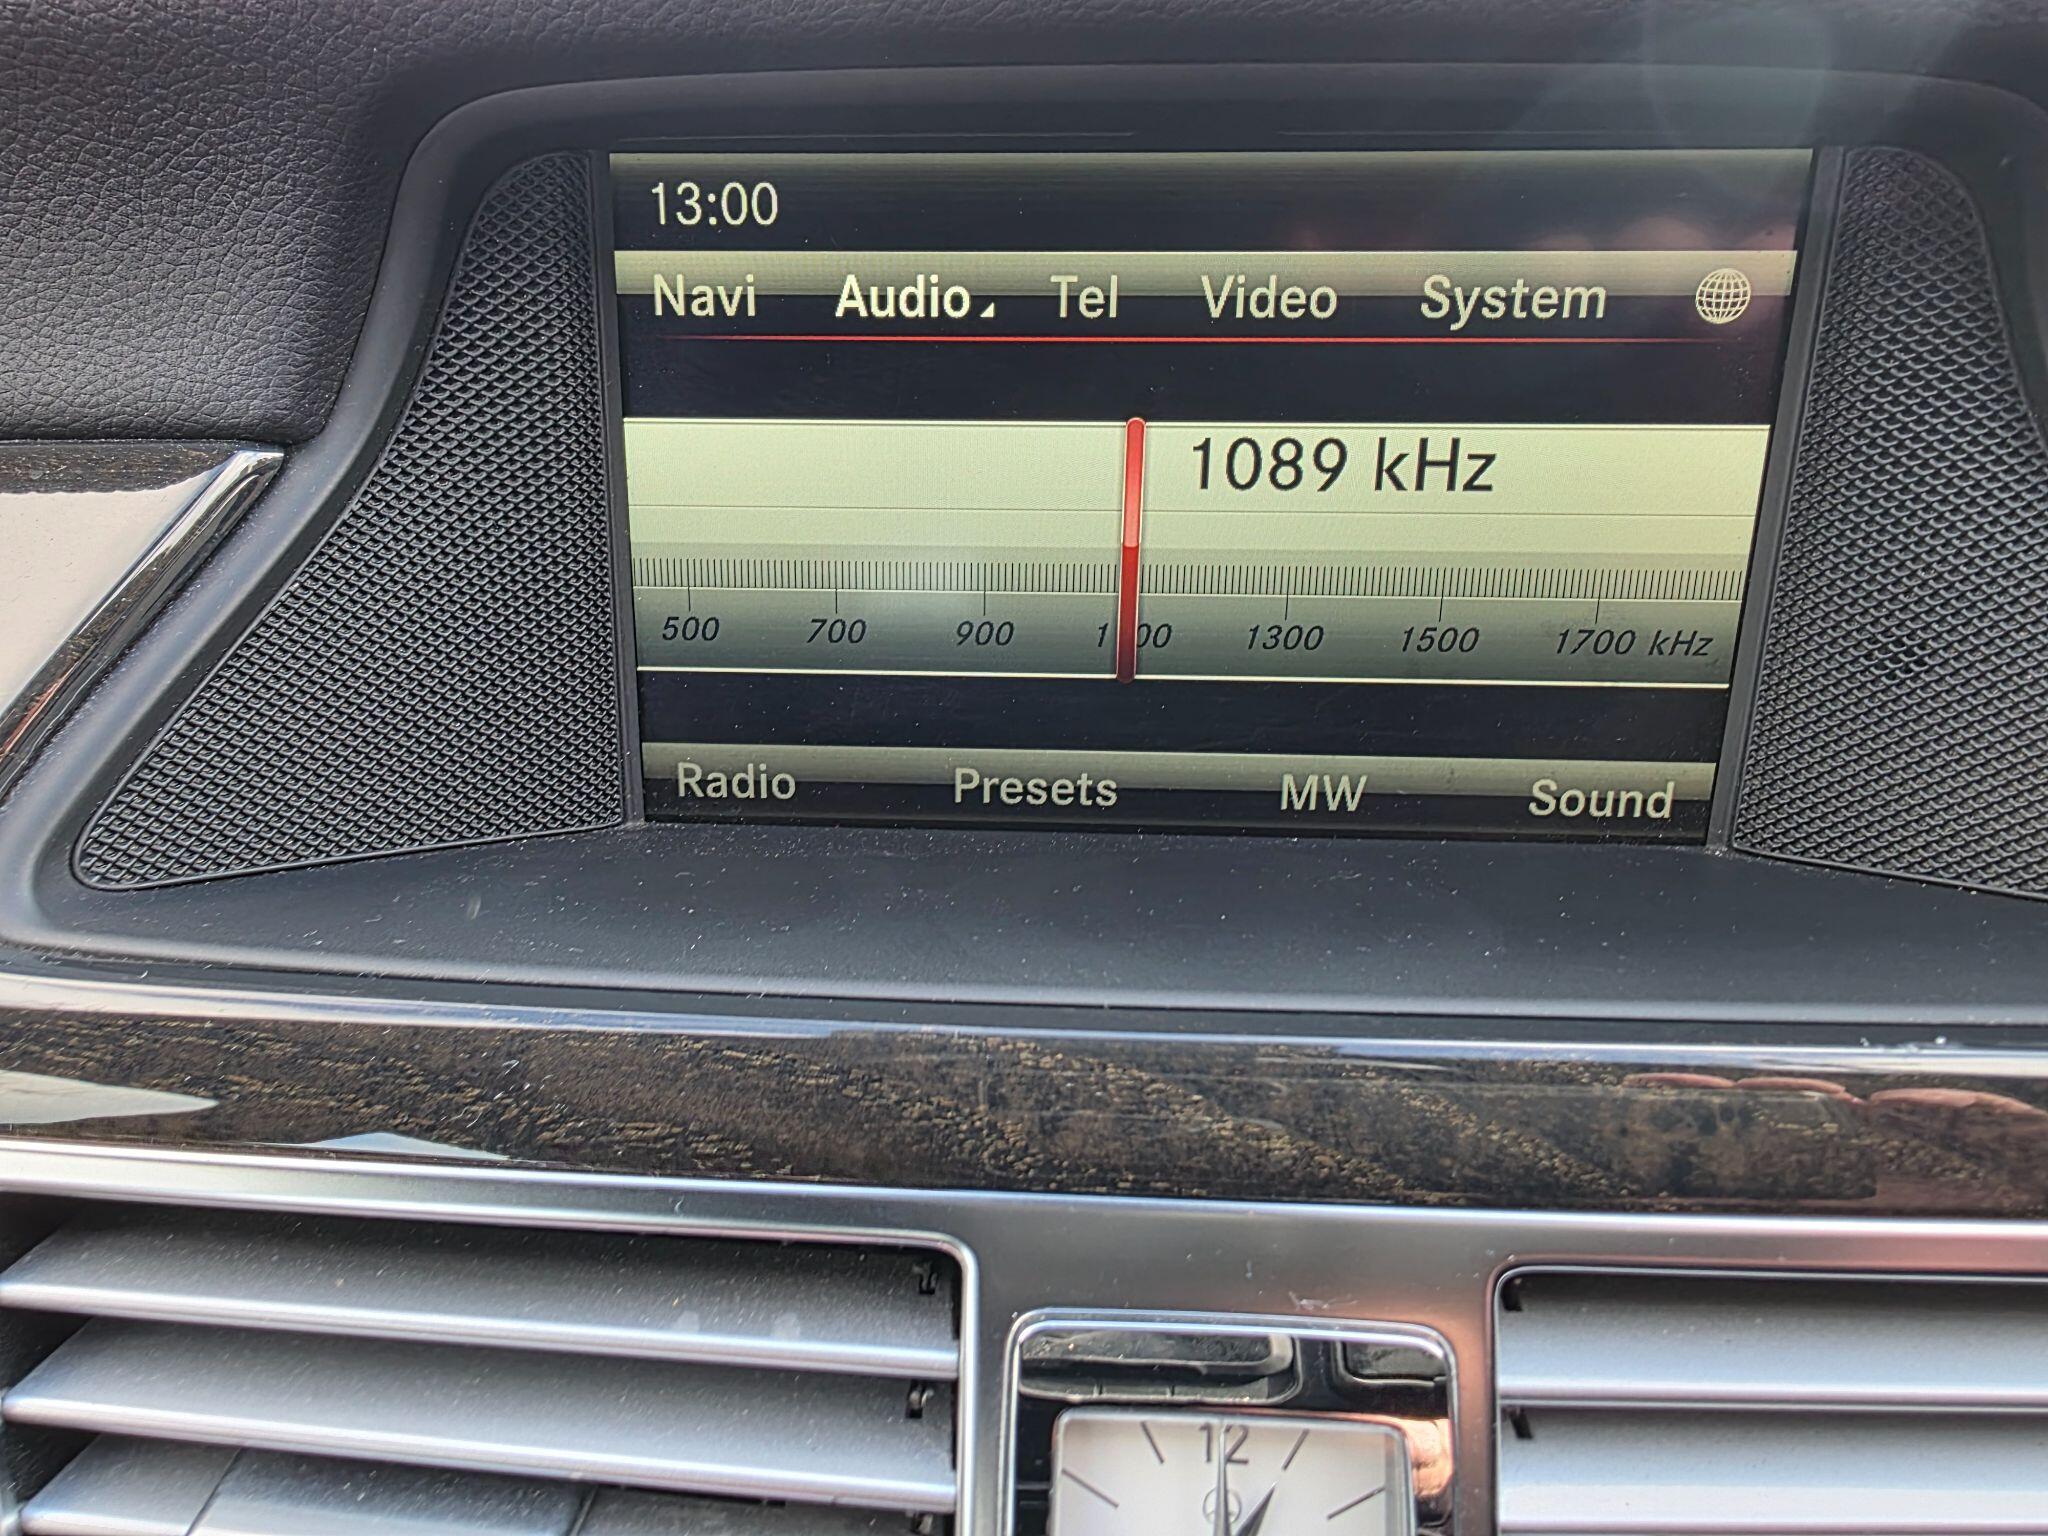 13:00
Navi Audio Tel Video System
1089 kHz
500 700 900 1100 1300 1500 1700 kHz
Radio Presets MW Sound
12